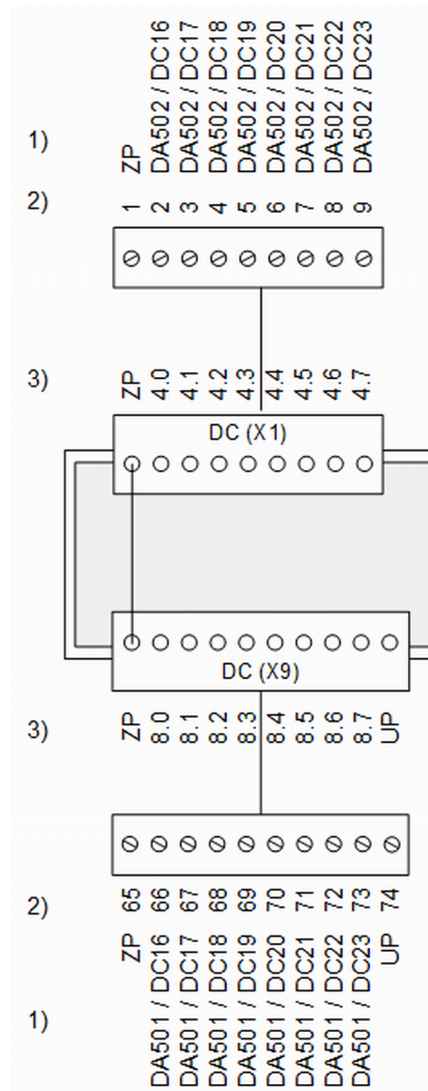 1) ZP DA502 / DC16 DA502 / DC17 DA502 / DC18 DA502 / DC19 DA502 / DC20 DA502 / DC21 DA502 / DC22 DA502 / DC23
2) 1 2 3 4 5 6 7 8 9
3) ZP 4.0 4.1 4.2 4.3 4.4 4.5 4.6 4.7
DC (X1)
DC (X9)
3) ZP 8.0 8.1 8.2 8.3 8.4 8.5 8.6 8.7 UP
2) 65 66 67 68 69 70 71 72 73 74
1) ZP DA501 / DC16 DA501 / DC17 DA501 / DC18 DA501 / DC19 DA501 / DC20 DA501 / DC21 DA501 / DC22 DA501 / DC23 UP